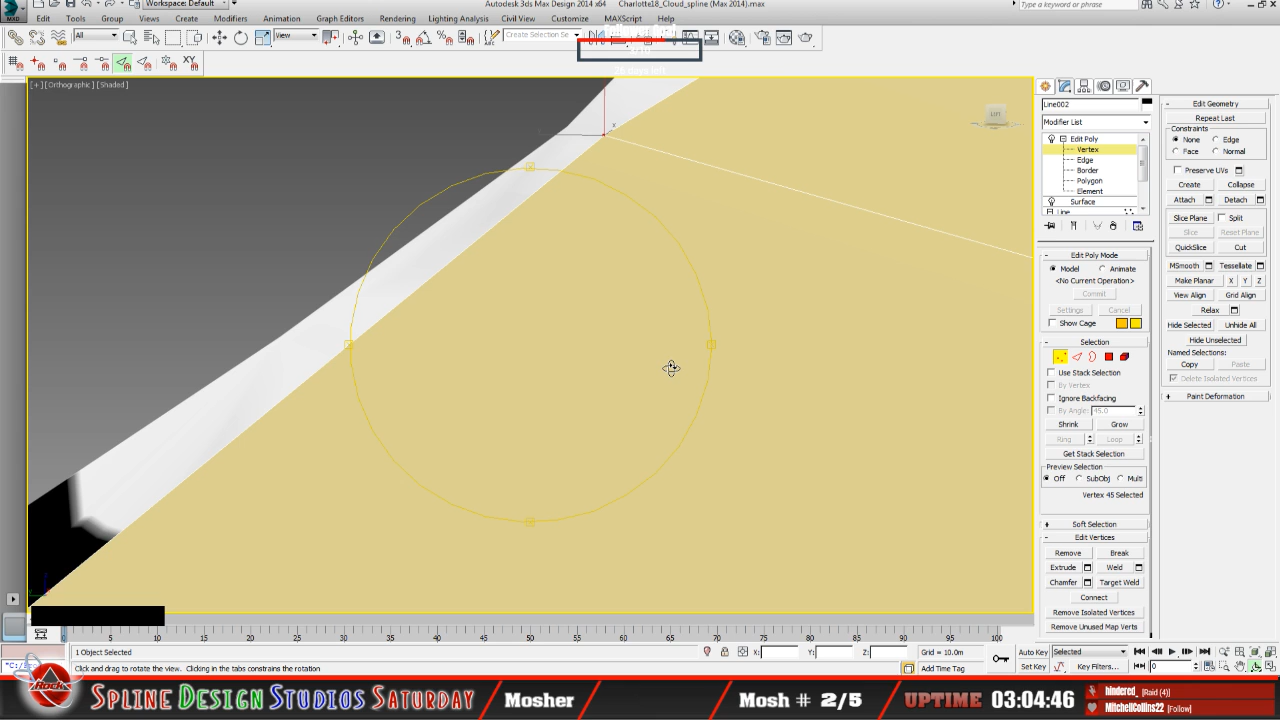 Workspace: Default
Autodesk 3ds Max Design 2014 x64
Charlotte18_Cloud_spline (Max 2014).max
Type a keyword or phrase
MXD
Edit Tools Group Views Create Modifiers Animation Graph Editors Rendering Lighting Analysis Civil View Customize MAXScript Help
All
View
Create Selection Se
XY
[+] [Orthographic] [Shaded]
x
LEFT
Line002
Modifier List
Edit Poly
Vertex
Edge
Border
Polygon
Element
Surface
Line
Edit Poly Mode
Model Animate
<No Current Operation>
Commit
Settings Cancel
Show Cage
Selection
Use Stack Selection
By Vertex
Ignore Backfacing
By Angle: 45.0
Shrink Grow
Ring Loop
Get Stack Selection
Preview Selection
Off SubObj Multi
Vertex 45 Selected
Soft Selection
Edit Vertices
Remove Break
Extrude Weld
Chamfer Target Weld
Connect
Remove Isolated Vertices
Remove Unused Map Verts
Edit Geometry
Repeat Last
Constraints
None Edge
Face Normal
Preserve UVs
Create Collapse
Attach Detach
Slice Plane Split
Slice Reset Plane
QuickSlice Cut
MSmooth Tessellate
Make Planar X Y Z
View Align Grid Align
Relax
Hide Selected Unhide All
Hide Unselected
Named Selections:
Copy Paste
Delete Isolated Vertices
Paint Deformation
0 5 10 15 20 25 30 35 40 45 50 55 60 65 70 75 80 85 90 95 100
1 Object Selected
X: Y: Z: Grid = 10.0m
Auto Key Selected
Click and drag to rotate the view. Clicking in the tabs constrains the rotation
Add Time Tag
Set Key Key Filters... 0
Rock
SPLINE DESIGN STUDIOS SATURDAY
Mosher
Mosh # 2/5
UPTIME 03:04:46
hindered_ [Raid (4)]
MitchellCollins22 [Follow]